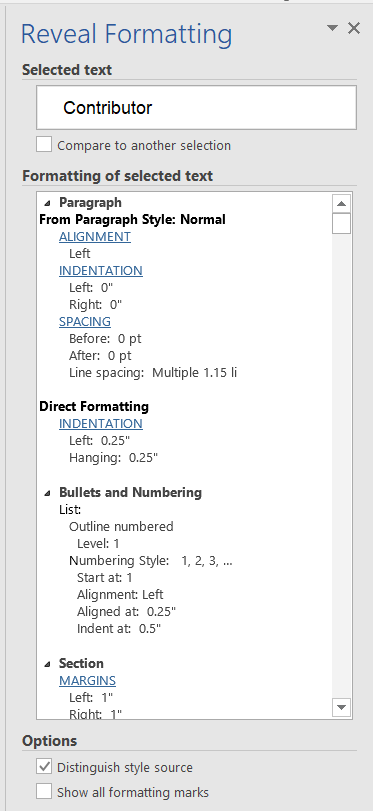 Reveal Formatting
Selected text
Contributor
Compare to another selection
Formatting of selected text
Paragraph
From Paragraph Style: Normal
ALIGNMENT
Left
INDENTATION
Left: 0"
Right: 0"
SPACING
Before: 0 pt
After: 0 pt
Line spacing: Multiple 1.15 li
Direct Formatting
INDENTATION
Left: 0.25"
Hanging: 0.25"
Bullets and Numbering
List:
Outline numbered
Level: 1
Numbering Style: 1, 2, 3, ...
Start at: 1
Alignment: Left
Aligned at: 0.25"
Indent at: 0.5"
Section
MARGINS
Left: 1"
Right: 1"
Options
Distinguish style source
Show all formatting marks